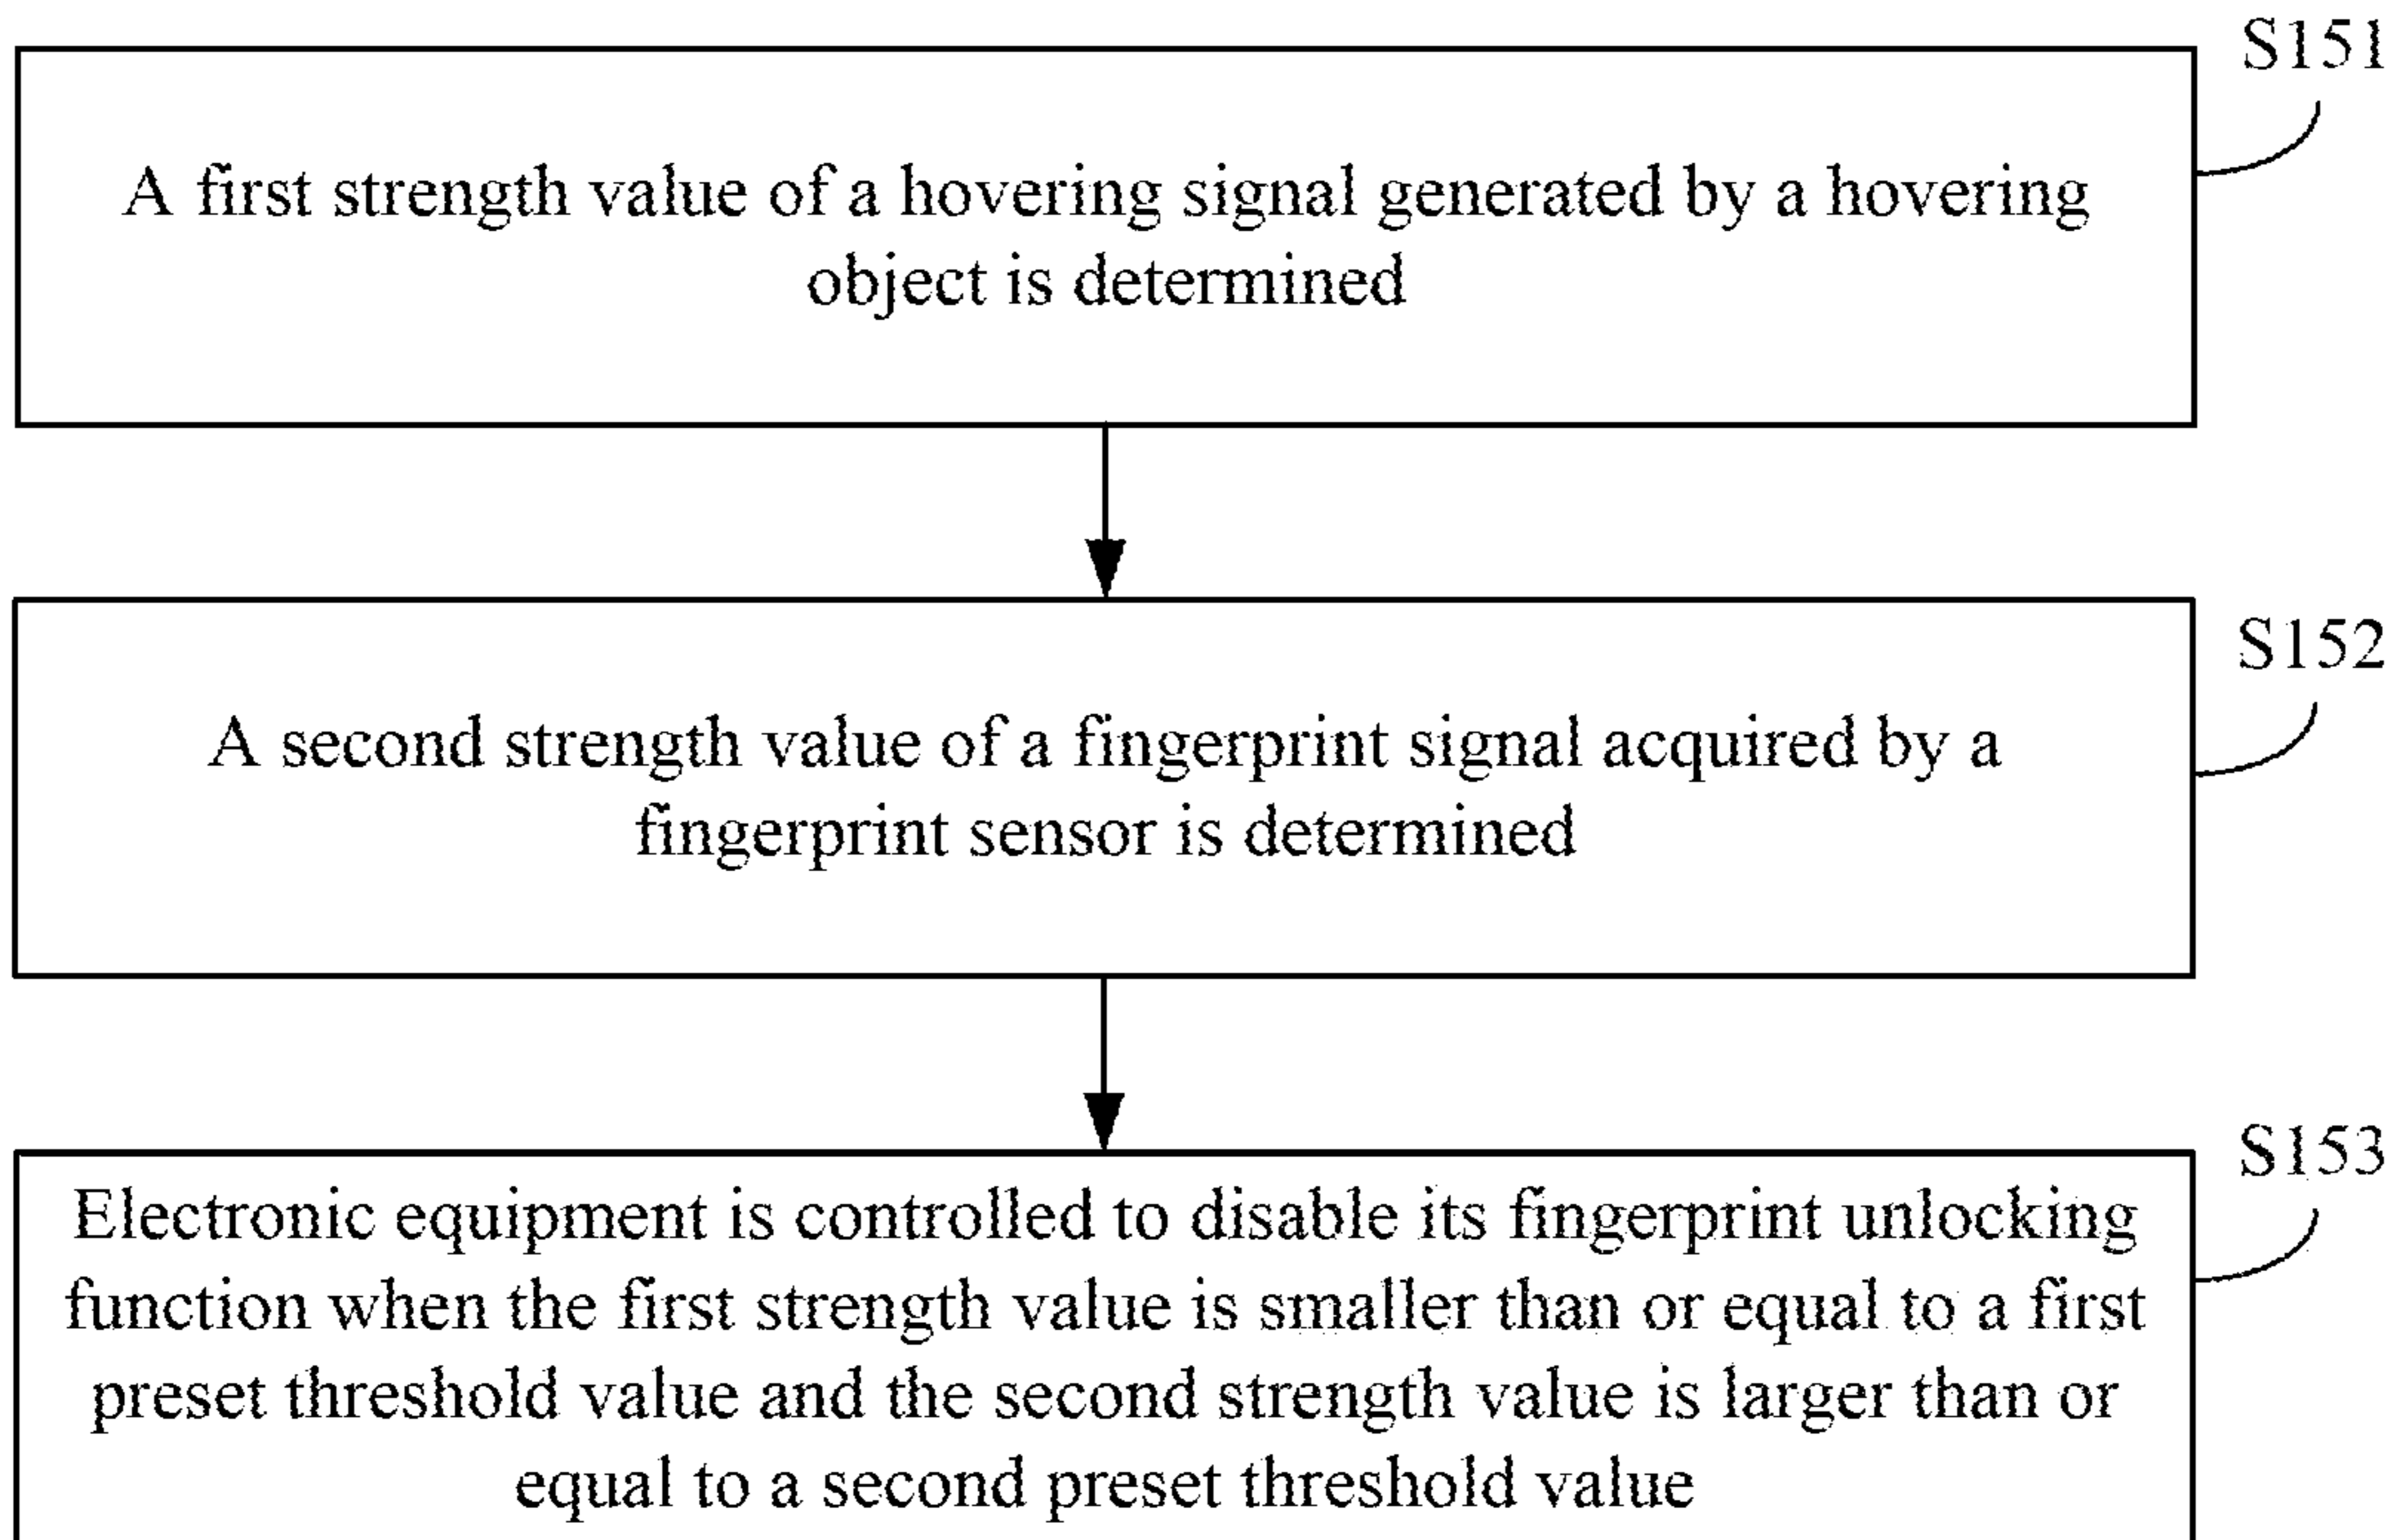 S151
A first strength value of a hovering signal generated by a hovering
object is determined
S152
A second strength value of a fingerprint signal acquired by a
fingerprint sensor is determined
S153
Electronic equipment is controlled to disable its fingerprint unlocking
function when the first strength value is smaller than or equal to a first
preset threshold value and the second strength value is larger than or
equal to a second preset threshold value